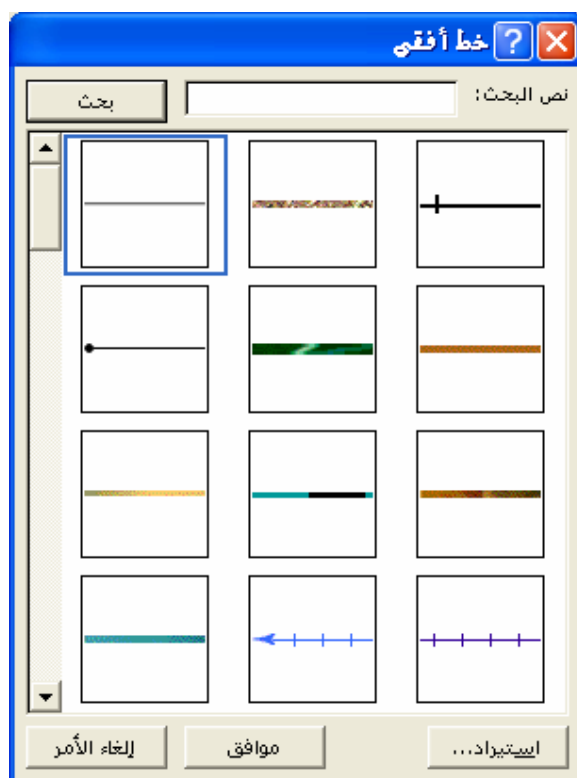 خط أفقي
نص البحث:
بحث
استيراد...
موافق
إلغاء الأمر